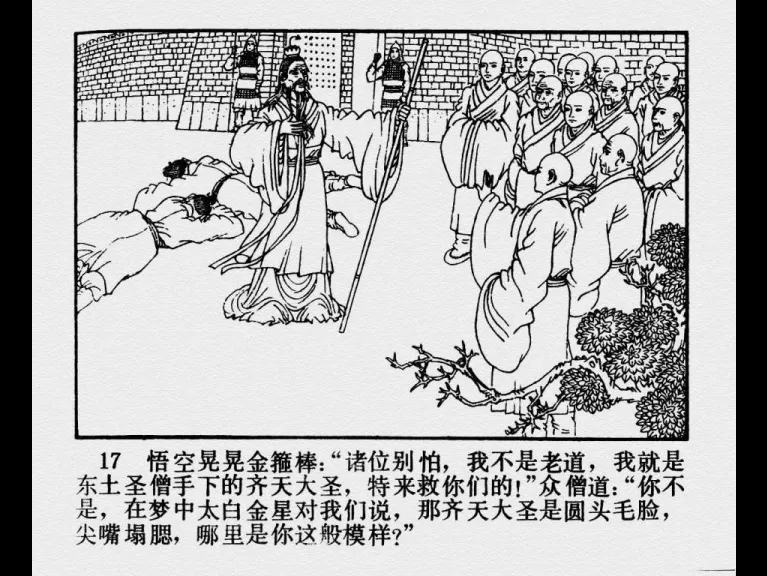 17 悟空晃晃金箍棒:“诸位别怕,我不是老道,我就是
东土圣僧手下的齐天大圣,特来救你们的!”众僧道:“你不
是,在梦中太白金星对我们说,那齐天大圣是圆头毛脸,
尖嘴塌腮,哪里是你这般模样?”